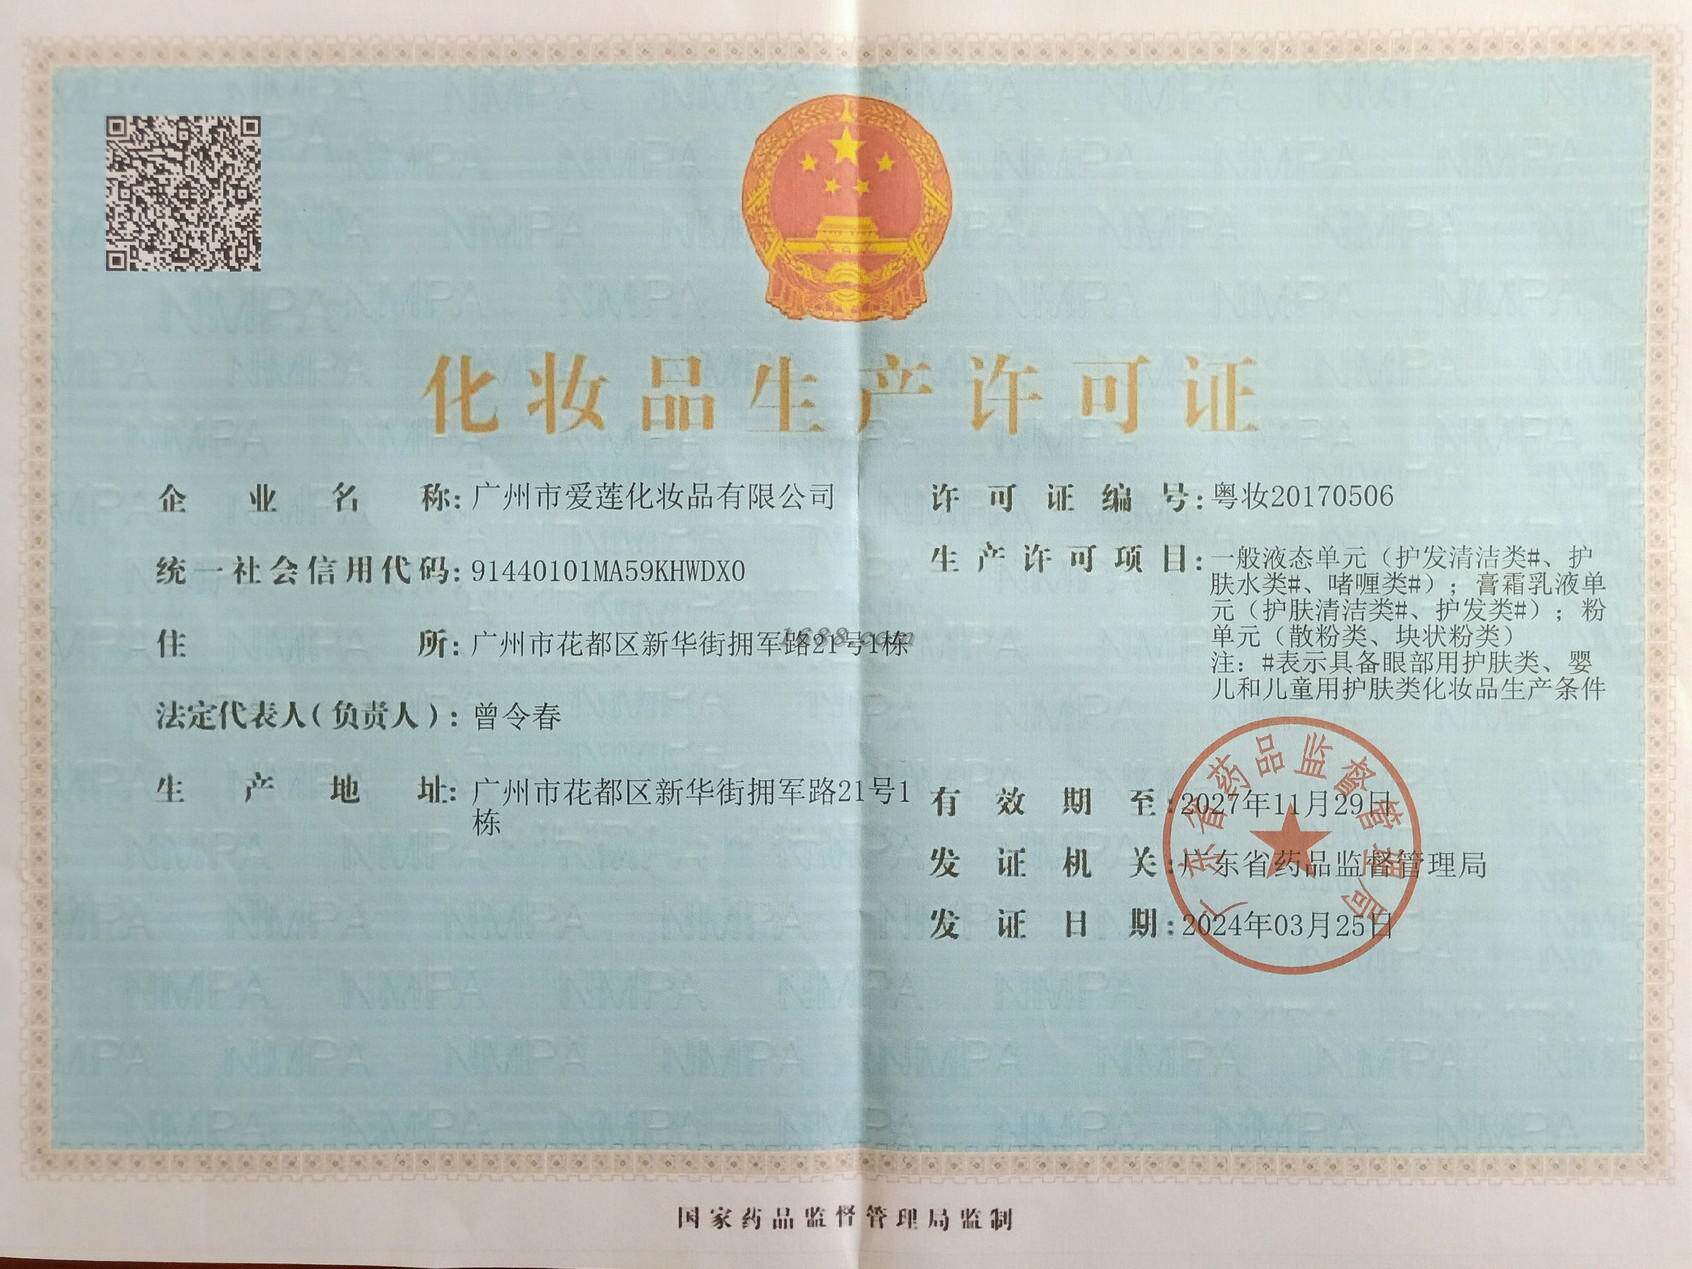 化妆品生产许可证
企业名称：广州市爱莲化妆品有限公司
统一社会信用代码：91440101MA59KHWDX0
住所：广州市花都区新华街拥军路21号1栋
1688.com
法定代表人（负责人）：曾令春
生产地址：广州市花都区新华街拥军路21号1
栋
许可证编号：粤妆20170506
生产许可项目：一般液态单元（护发清洁类#、护
肤水类#、啫喱类#）；膏霜乳液单
元（护肤清洁类#、护发类#）；粉
单元（散粉类、块状粉类）
注：#表示具备眼部用护肤类、婴
儿和儿童用护肤类化妆品生产条件
有效期至：2027年11月29日
发证机关：广东省药品监督管理局
发证日期：2024年03月25日
广东省药品监督管理局
国家药品监督管理局监制